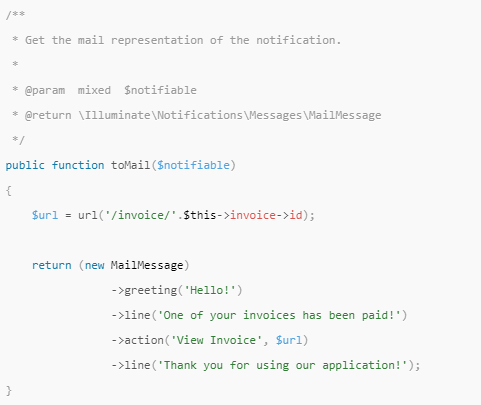 /**
 * Get the mail representation of the notification.
 *
 * @param  mixed  $notifiable
 * @return \Illuminate\Notifications\Messages\MailMessage
 */
public function toMail($notifiable)
{
    $url = url('/invoice/'.$this->invoice->id);

    return (new MailMessage)
                ->greeting('Hello!')
                ->line('One of your invoices has been paid!')
                ->action('View Invoice', $url)
                ->line('Thank you for using our application!');
}